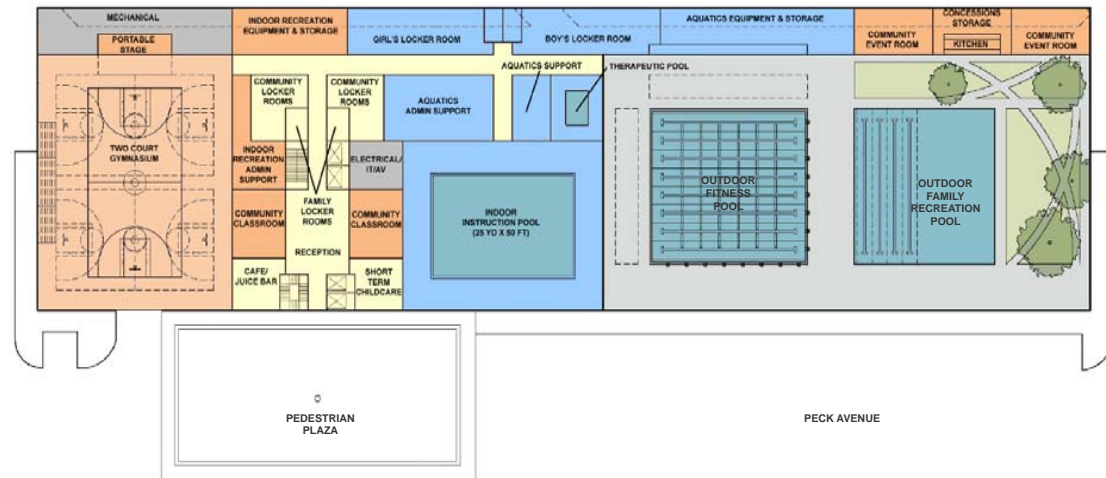 MECHANICAL
PORTABLE
STAGE
INDOOR RECREATION
EQUIPMENT & STORAGE
GIRL'S LOCKER ROOM
BOY'S LOCKER ROOM
AQUATICS EQUIPMENT & STORAGE
COMMUNITY
EVENT ROOM
CONCESSIONS
STORAGE
KITCHEN
COMMUNITY
EVENT ROOM
AQUATICS SUPPORT
THERAPEUTIC POOL
COMMUNITY
LOCKER
ROOMS
COMMUNITY
LOCKER
ROOMS
AQUATICS
ADMIN SUPPORT
TWO COURT
GYMNASIUM
INDOOR
RECREATION
ADMIN
SUPPORT
ELECTRICAL/
IT/AV
FAMILY
LOCKER
ROOMS
COMMUNITY
CLASSROOM
COMMUNITY
CLASSROOM
RECEPTION
CAFE/
JUICE BAR
SHORT
TERM
CHILDCARE
INDOOR
INSTRUCTION POOL
(25 YD X 50 FT)
OUTDOOR
FITNESS
POOL
OUTDOOR
FAMILY
RECREATION
POOL
PEDESTRIAN
PLAZA
PECK AVENUE